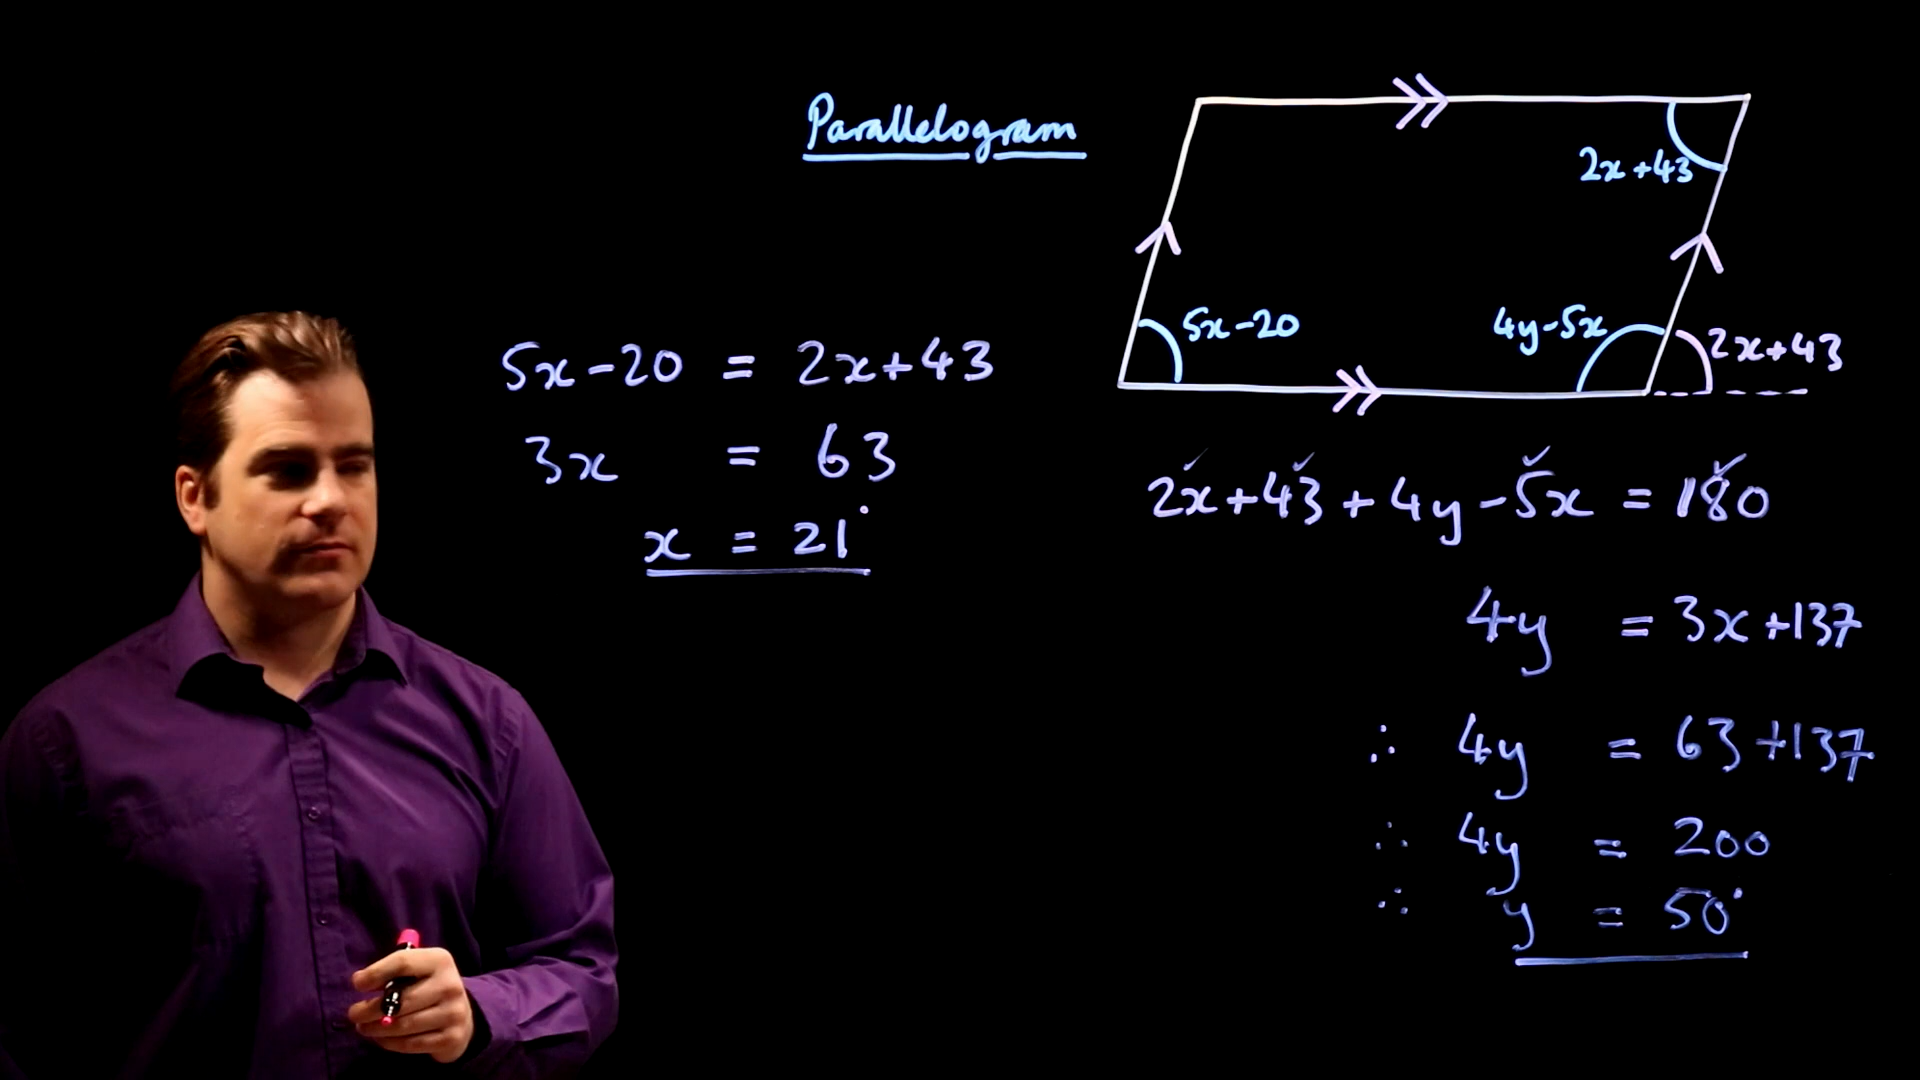 Parallelogram
2x+43
5x-20
4y-5x
2x+43
5x-20 = 2x+43
3x = 63
x = 21°
2x+43+4y-5x = 180
4y = 3x+137
∴ 4y = 63+137
∴ 4y = 200
∴ y = 50°